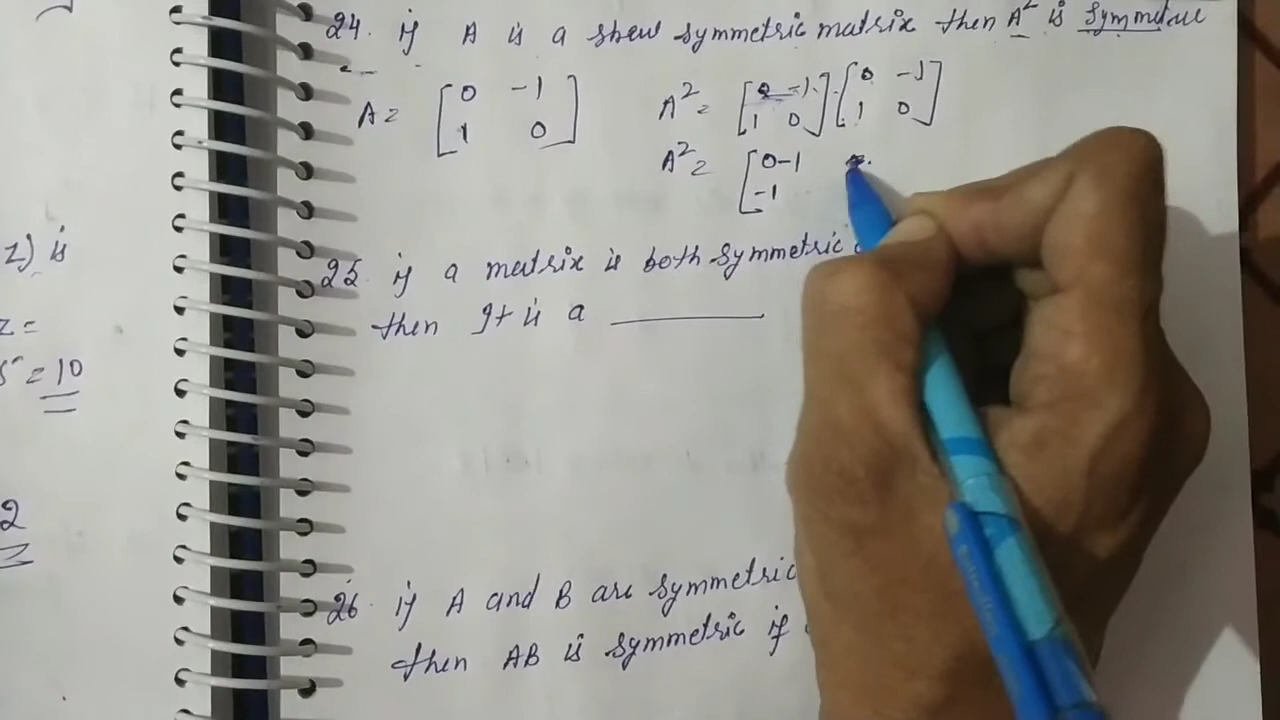 z) is
z =
= 10
2
24. if A is a skew symmetric matrix then A² is symmetric
A = [0 -1 A² = [0 -1] [0 -1]
1 0] [1 0] [1 0]
A² = [0-1
-1
25. if a matrix is both symmetric
then It is a ________
26. if A and B are symmetric
then AB is symmetric if